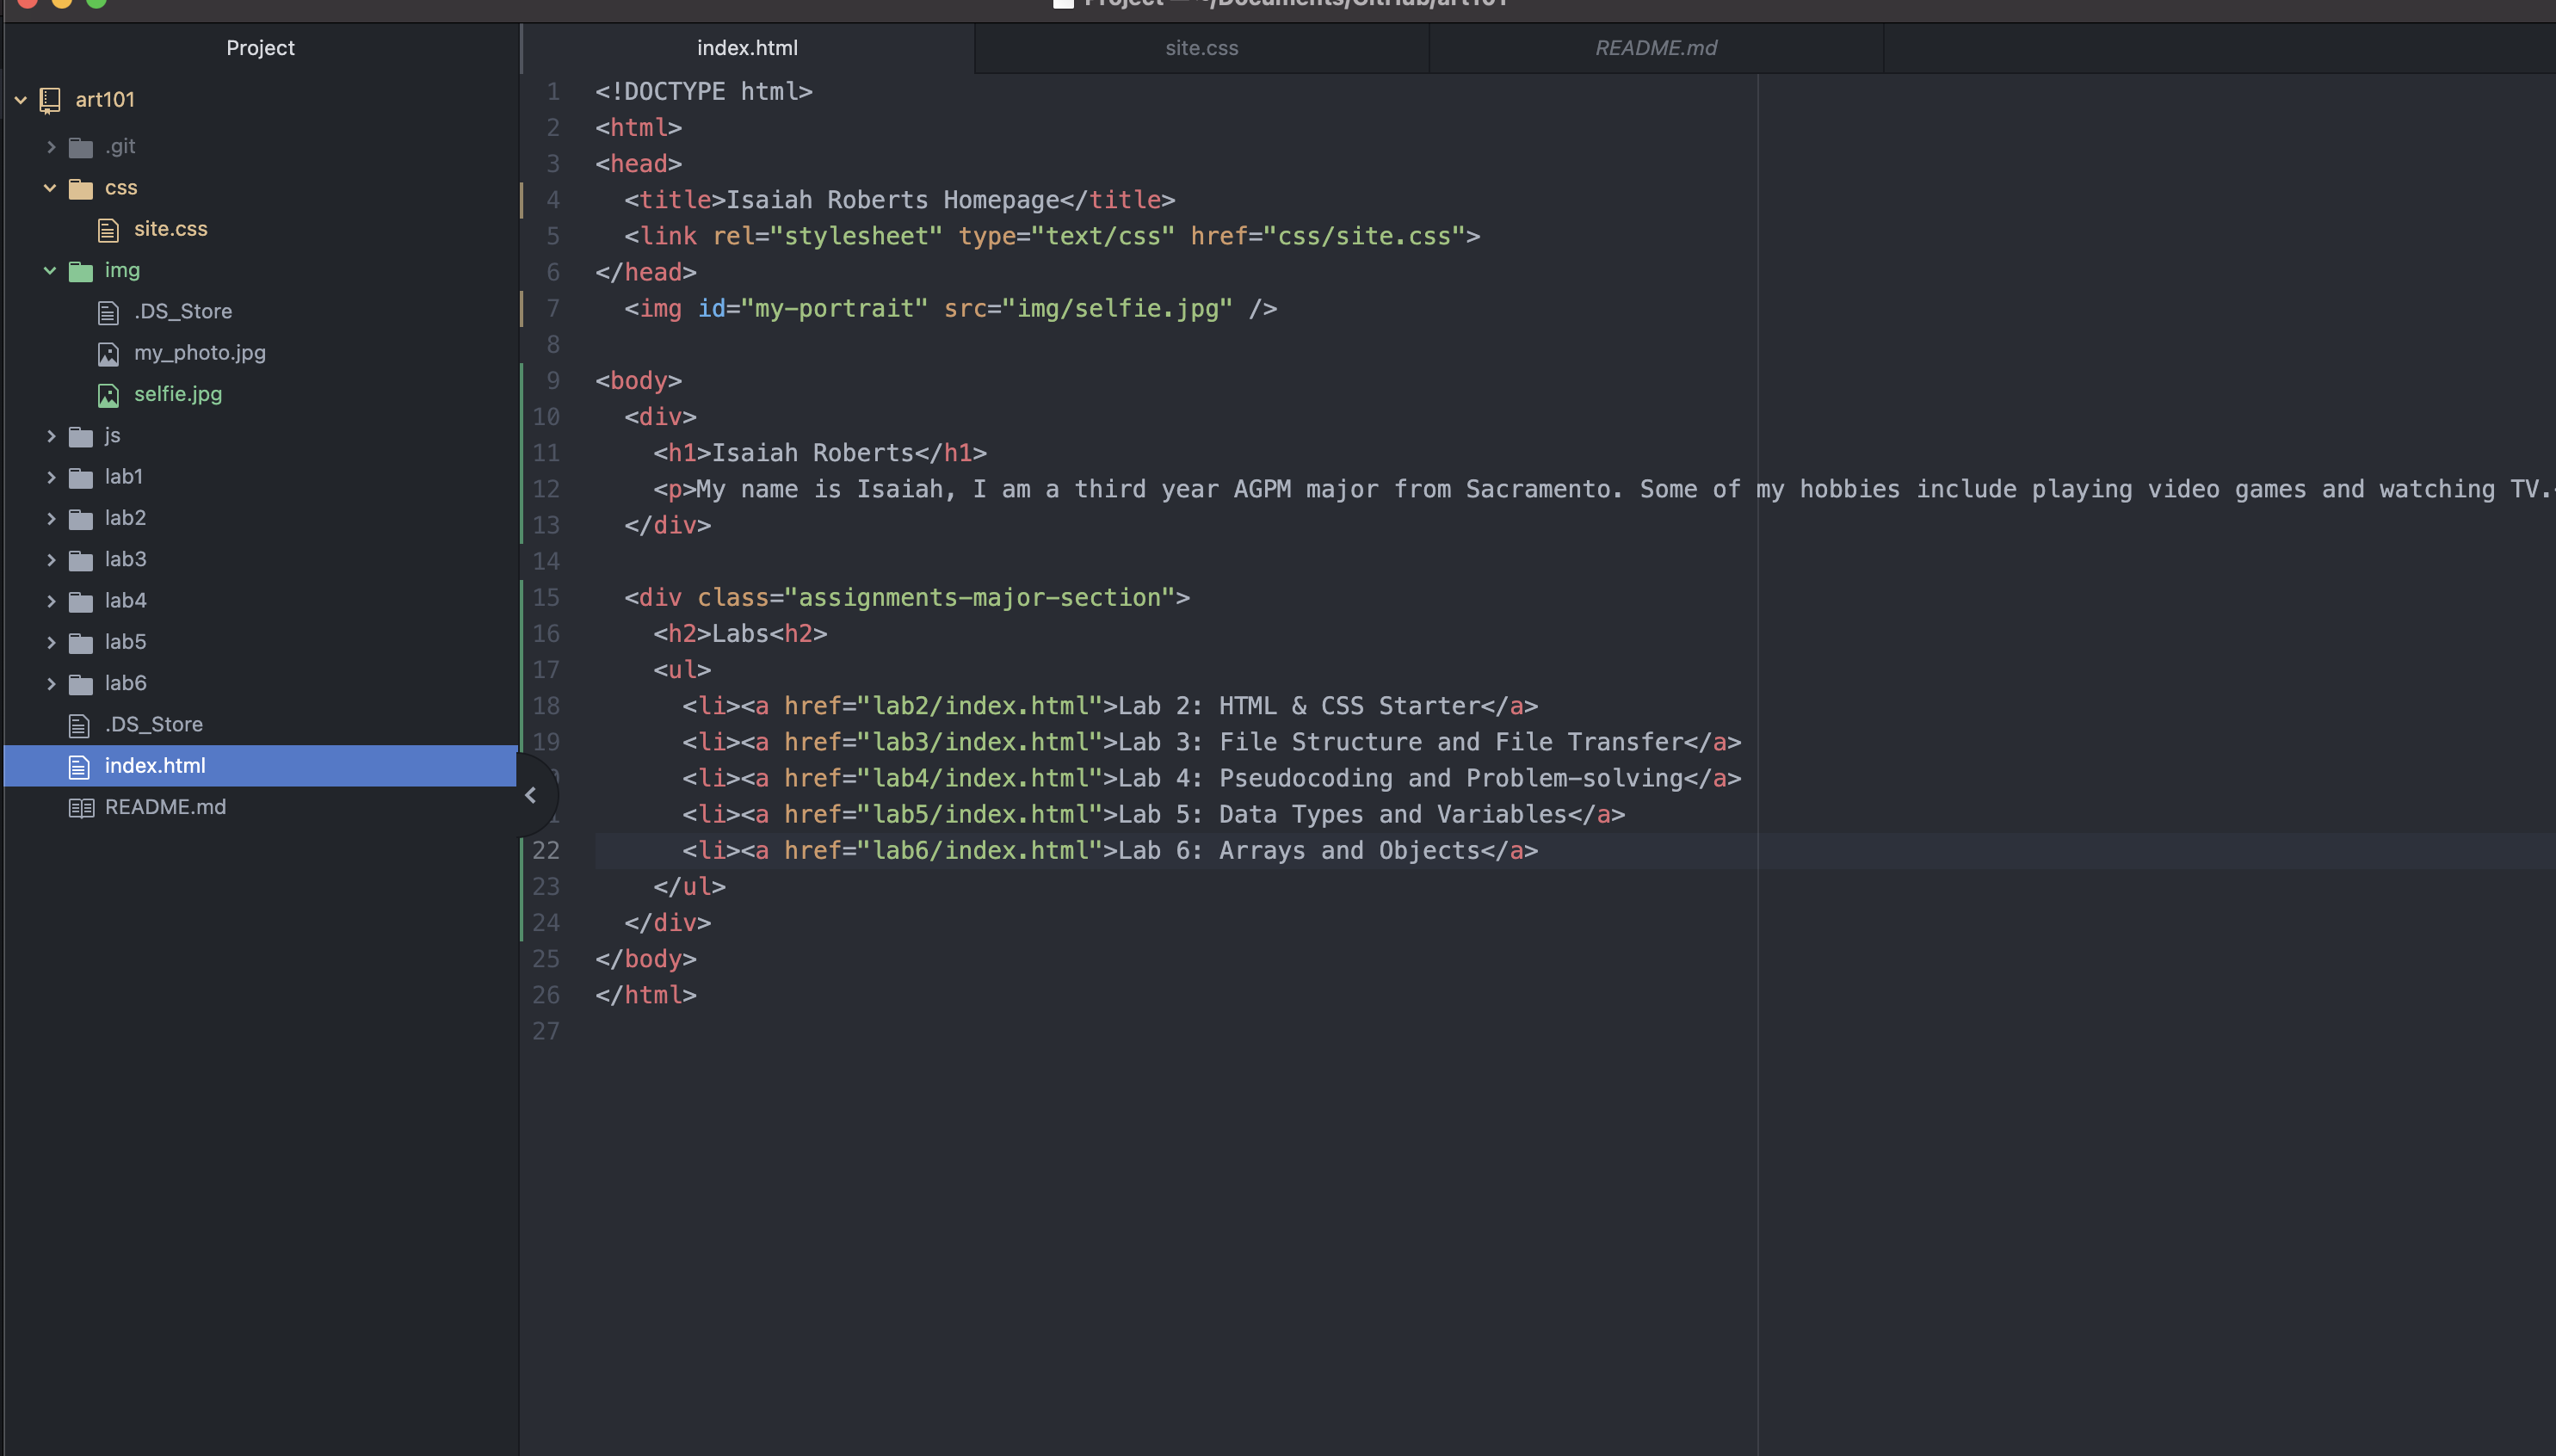 Project — ~/Documents/GitHub/art101
Project
index.html
site.css
README.md
art101
.git
css
site.css
img
.DS_Store
my_photo.jpg
selfie.jpg
js
lab1
lab2
lab3
lab4
lab5
lab6
.DS_Store
index.html
README.md
1 <!DOCTYPE html>
2 <html>
3 <head>
4   <title>Isaiah Roberts Homepage</title>
5   <link rel="stylesheet" type="text/css" href="css/site.css">
6 </head>
7   <img id="my-portrait" src="img/selfie.jpg" />
8
9 <body>
10   <div>
11     <h1>Isaiah Roberts</h1>
12     <p>My name is Isaiah, I am a third year AGPM major from Sacramento. Some of my hobbies include playing video games and watching TV.
13   </div>
14
15   <div class="assignments-major-section">
16     <h2>Labs<h2>
17     <ul>
18       <li><a href="lab2/index.html">Lab 2: HTML & CSS Starter</a>
19       <li><a href="lab3/index.html">Lab 3: File Structure and File Transfer</a>
      <li><a href="lab4/index.html">Lab 4: Pseudocoding and Problem-solving</a>
      <li><a href="lab5/index.html">Lab 5: Data Types and Variables</a>
22       <li><a href="lab6/index.html">Lab 6: Arrays and Objects</a>
23     </ul>
24   </div>
25 </body>
26 </html>
27